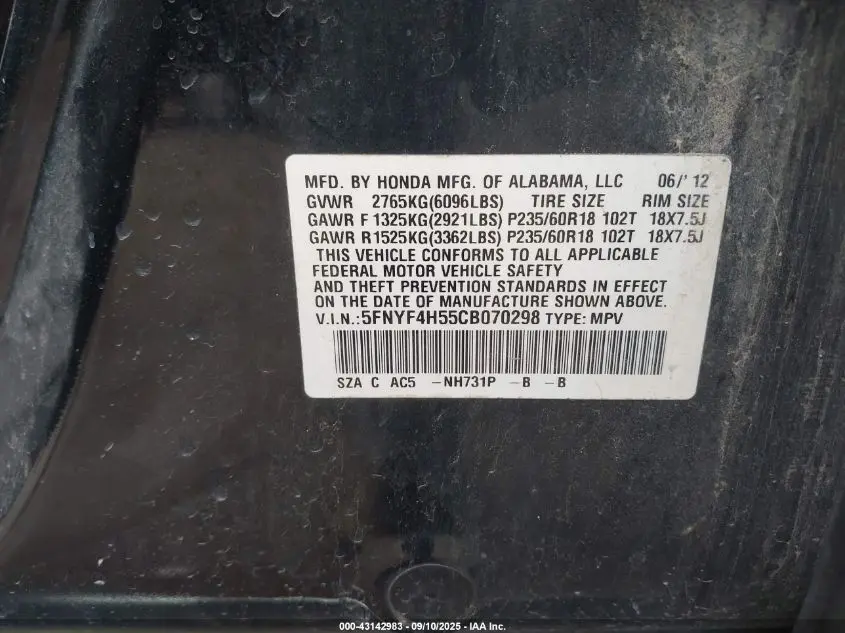 MFD. BY HONDA MFG. OF ALABAMA, LLC 06/'12
GVWR 2765KG(6096LBS) TIRE SIZE RIM SIZE
GAWR F 1325KG(2921LBS) P235/60R18 102T 18X7.5J
GAWR R 1525KG(3362LBS) P235/60R18 102T 18X7.5J
THIS VEHICLE CONFORMS TO ALL APPLICABLE
FEDERAL MOTOR VEHICLE SAFETY
AND THEFT PREVENTION STANDARDS IN EFFECT
ON THE DATE OF MANUFACTURE SHOWN ABOVE.
V.I.N.:5FNYF4H55CB070298 TYPE: MPV
SZA C AC5 -NH731P -B -B
000-43142983 - 09/10/2025 - IAA Inc.